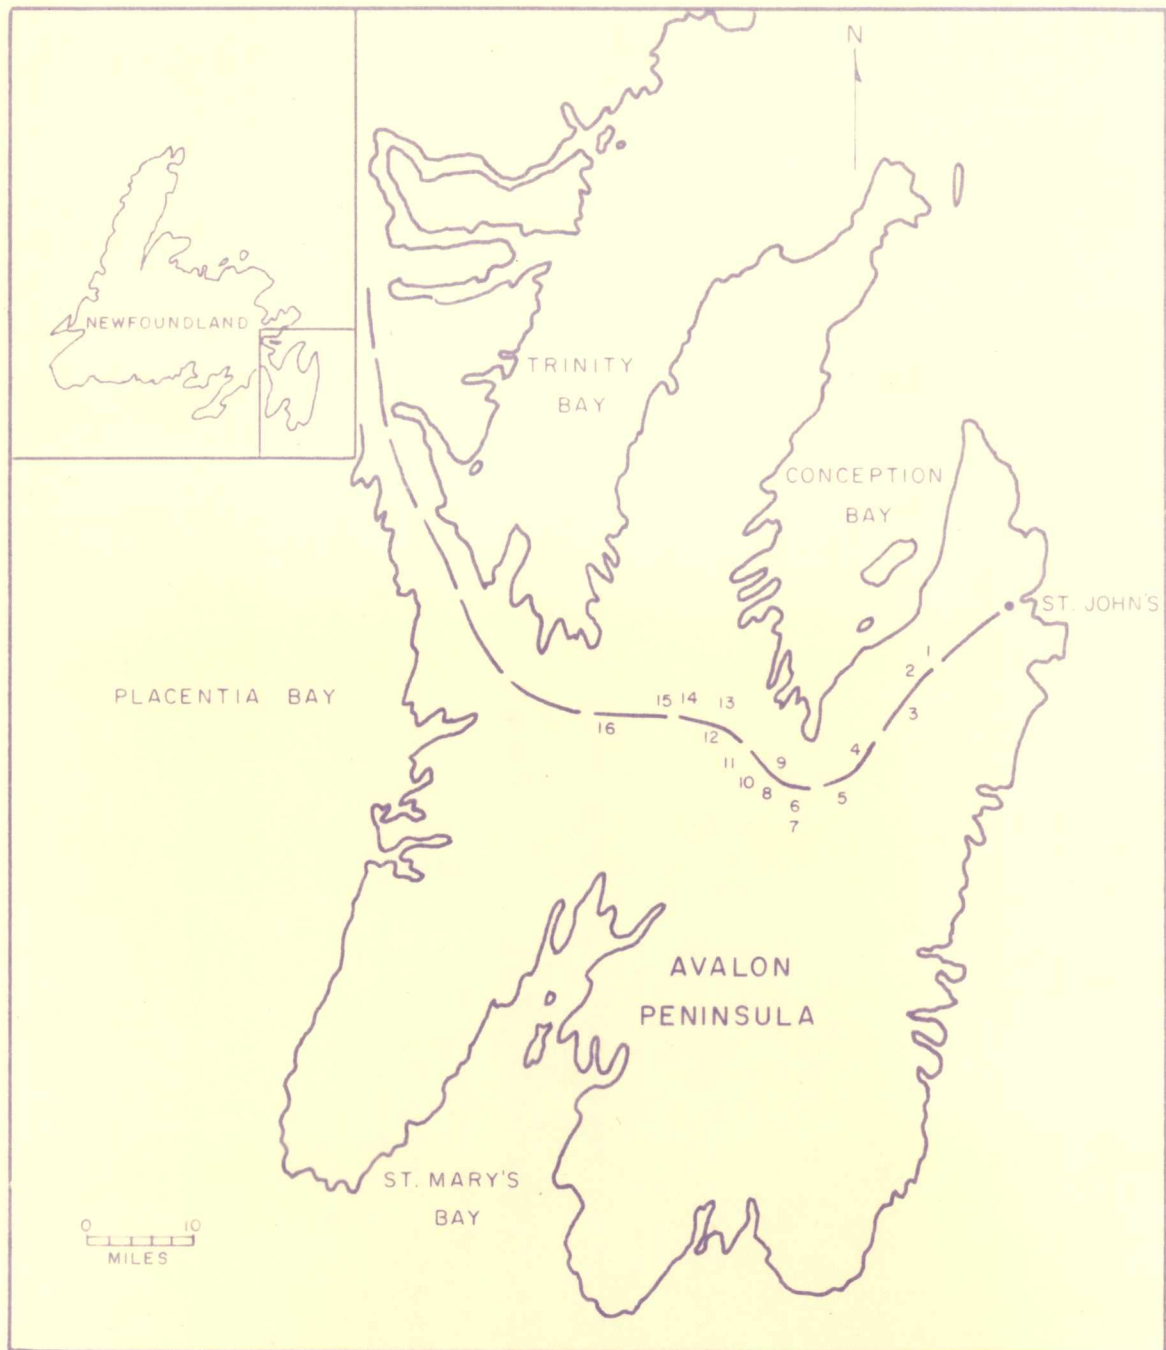 N
NEWFOUNDLAND
TRINITY
BAY
CONCEPTION
BAY
ST. JOHN'S
1
2
3
PLACENTIA BAY
15 14 13
16
12
4
11
9
10
8
5
6
7
AVALON
PENINSULA
ST. MARY'S
BAY
0 10
MILES